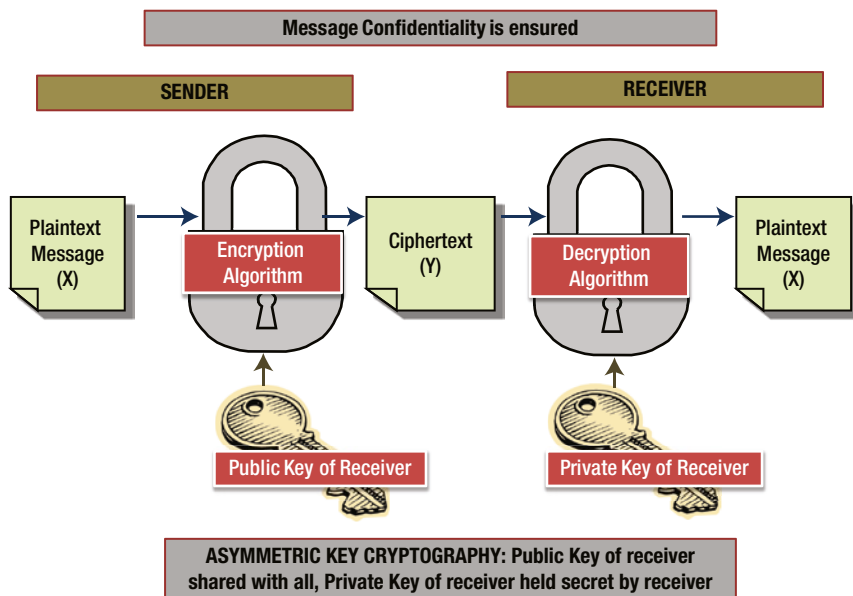 Message Confidentiality is ensured
SENDER
RECEIVER
Plaintext
Message
(X)
Encryption
Algorithm
Ciphertext
(Y)
Decryption
Algorithm
Plaintext
Message
(X)
Public Key of Receiver
Private Key of Receiver
ASYMMETRIC KEY CRYPTOGRAPHY: Public Key of receiver
shared with all, Private Key of receiver held secret by receiver